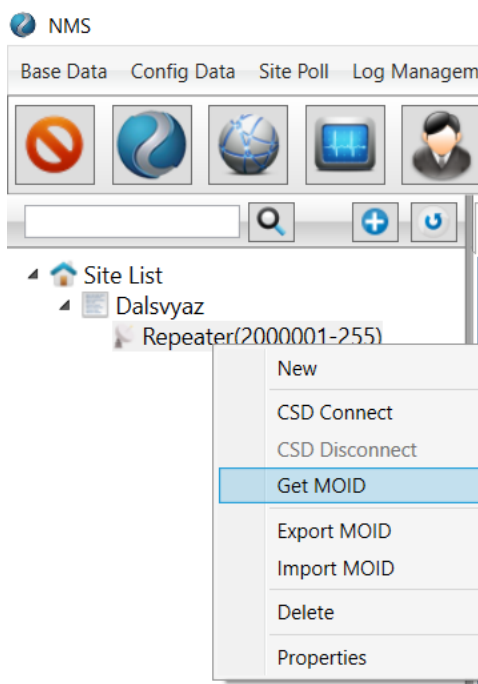 NMS
Base Data Config Data Site Poll Log Managem
Site List
Dalsvyaz
Repeater(2000001-255)
New
CSD Connect
CSD Disconnect
Get MOID
Export MOID
Import MOID
Delete
Properties